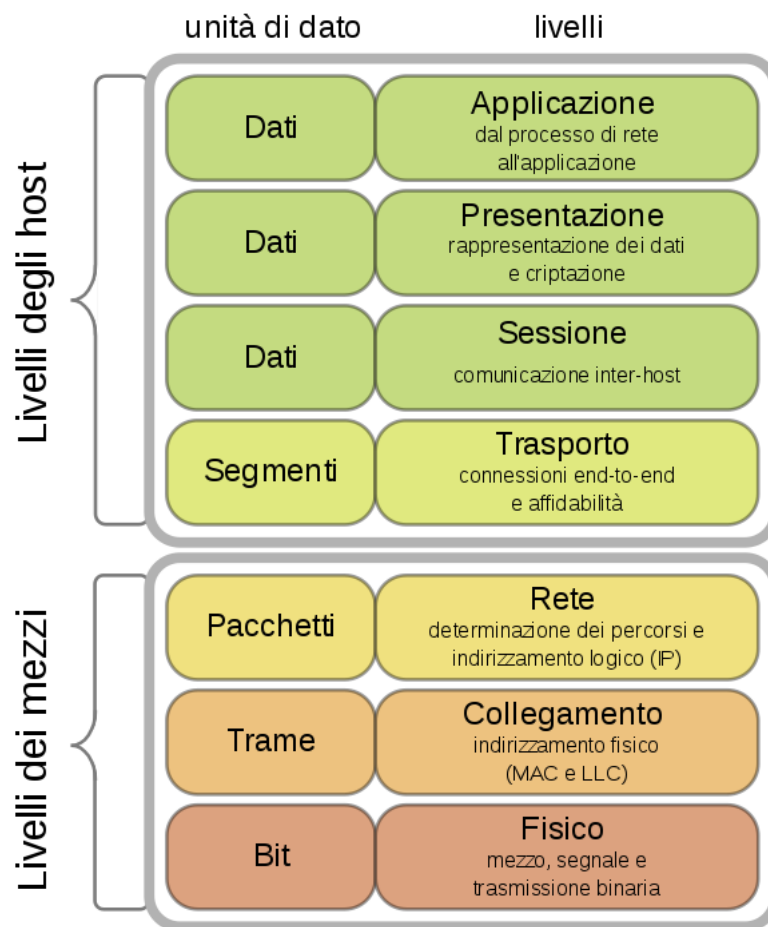 unità di dato
livelli
Livelli degli host
Dati
Applicazione
dal processo di rete
all'applicazione
Dati
Presentazione
rappresentazione dei dati
e criptazione
Dati
Sessione
comunicazione inter-host
Segmenti
Trasporto
connessioni end-to-end
e affidabilità
Livelli dei mezzi
Pacchetti
Rete
determinazione dei percorsi e
indirizzamento logico (IP)
Trame
Collegamento
indirizzamento fisico
(MAC e LLC)
Bit
Fisico
mezzo, segnale e
trasmissione binaria